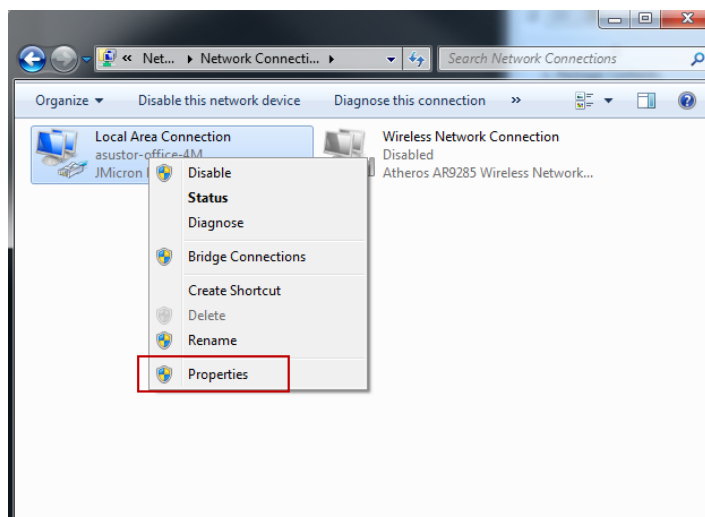 « Net... Network Connecti...
Search Network Connections
Organize Disable this network device Diagnose this connection »
Local Area Connection
asustor-office-4M
JMicron
Wireless Network Connection
Disabled
Atheros AR9285 Wireless Network...
Disable
Status
Diagnose
Bridge Connections
Create Shortcut
Delete
Rename
Properties